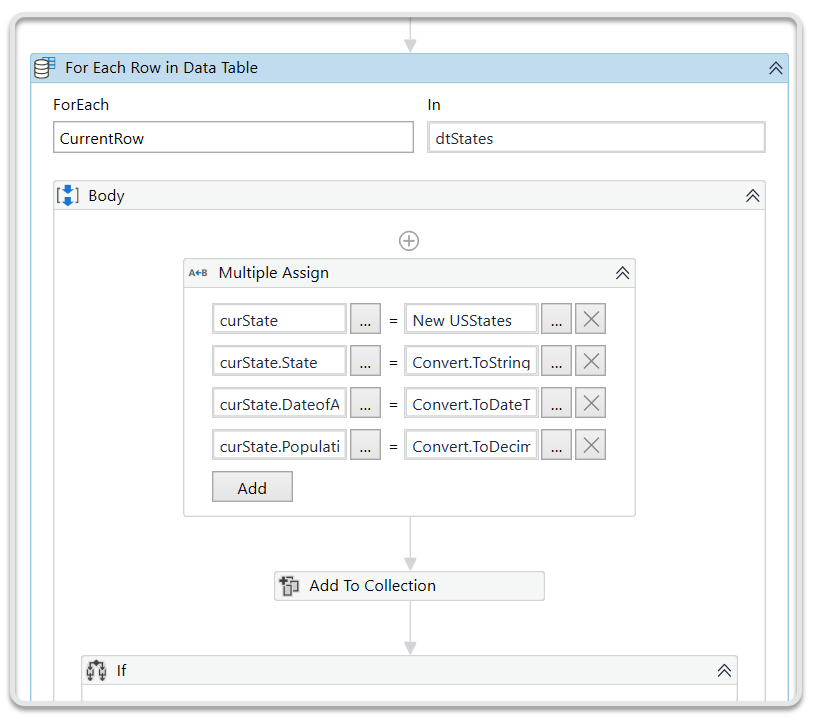 For Each Row in Data Table
ForEach In
CurrentRow dtStates
Body
A B Multiple Assign
curState ... = New USStates ...
curState.State ... = Convert.ToString ...
curState.DateofA ... = Convert.ToDateT ...
curState.Populati ... = Convert.ToDecim ...
Add
Add To Collection
If